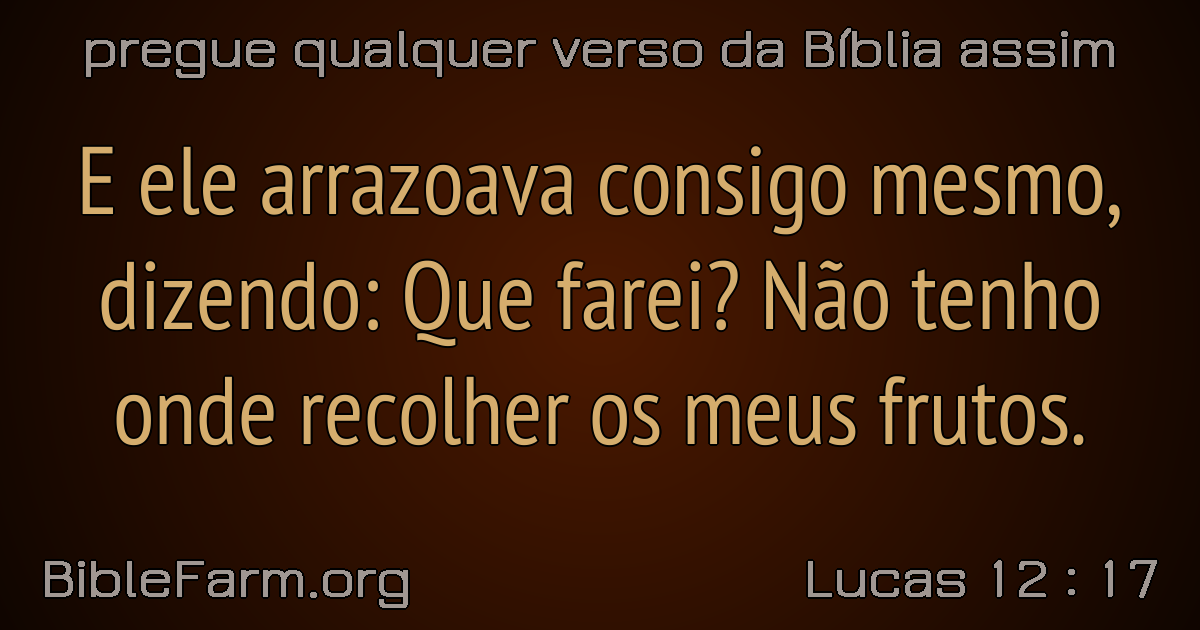 pregue qualquer verso da Bíblia assim
E ele arrazoava consigo mesmo,
dizendo: Que farei? Não tenho
onde recolher os meus frutos.
BibleFarm.org
Lucas 12 : 17